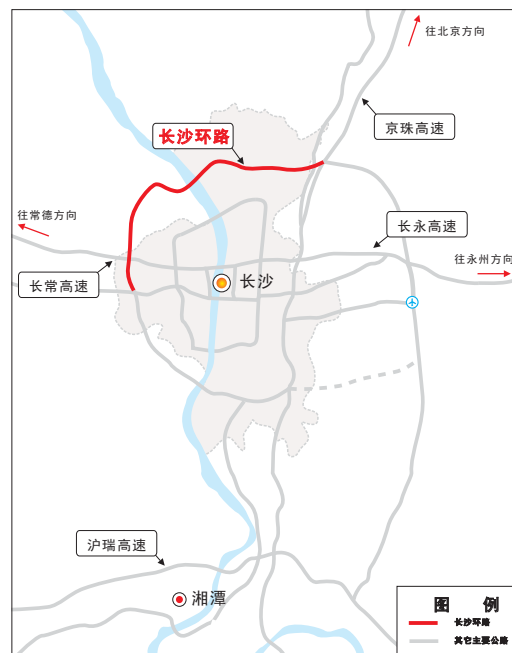 往北京方向
京珠高速
长沙环路
往常德方向
长永高速
往永州方向
长常高速
长沙
沪瑞高速
湘潭
图 例
长沙环路
其它主要公路